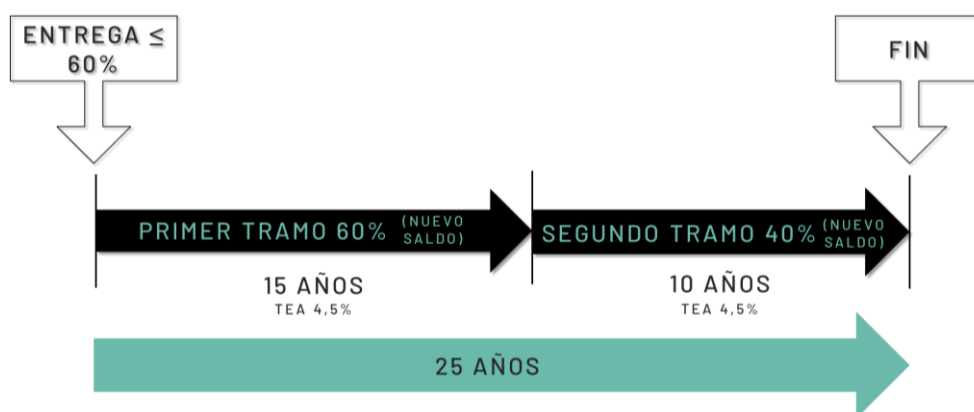 ENTREGA ≤
60%
FIN
PRIMER TRAMO 60% (NUEVO
SALDO)
SEGUNDO TRAMO 40% (NUEVO
SALDO)
15 AÑOS
TEA 4,5%
10 AÑOS
TEA 4,5%
25 AÑOS